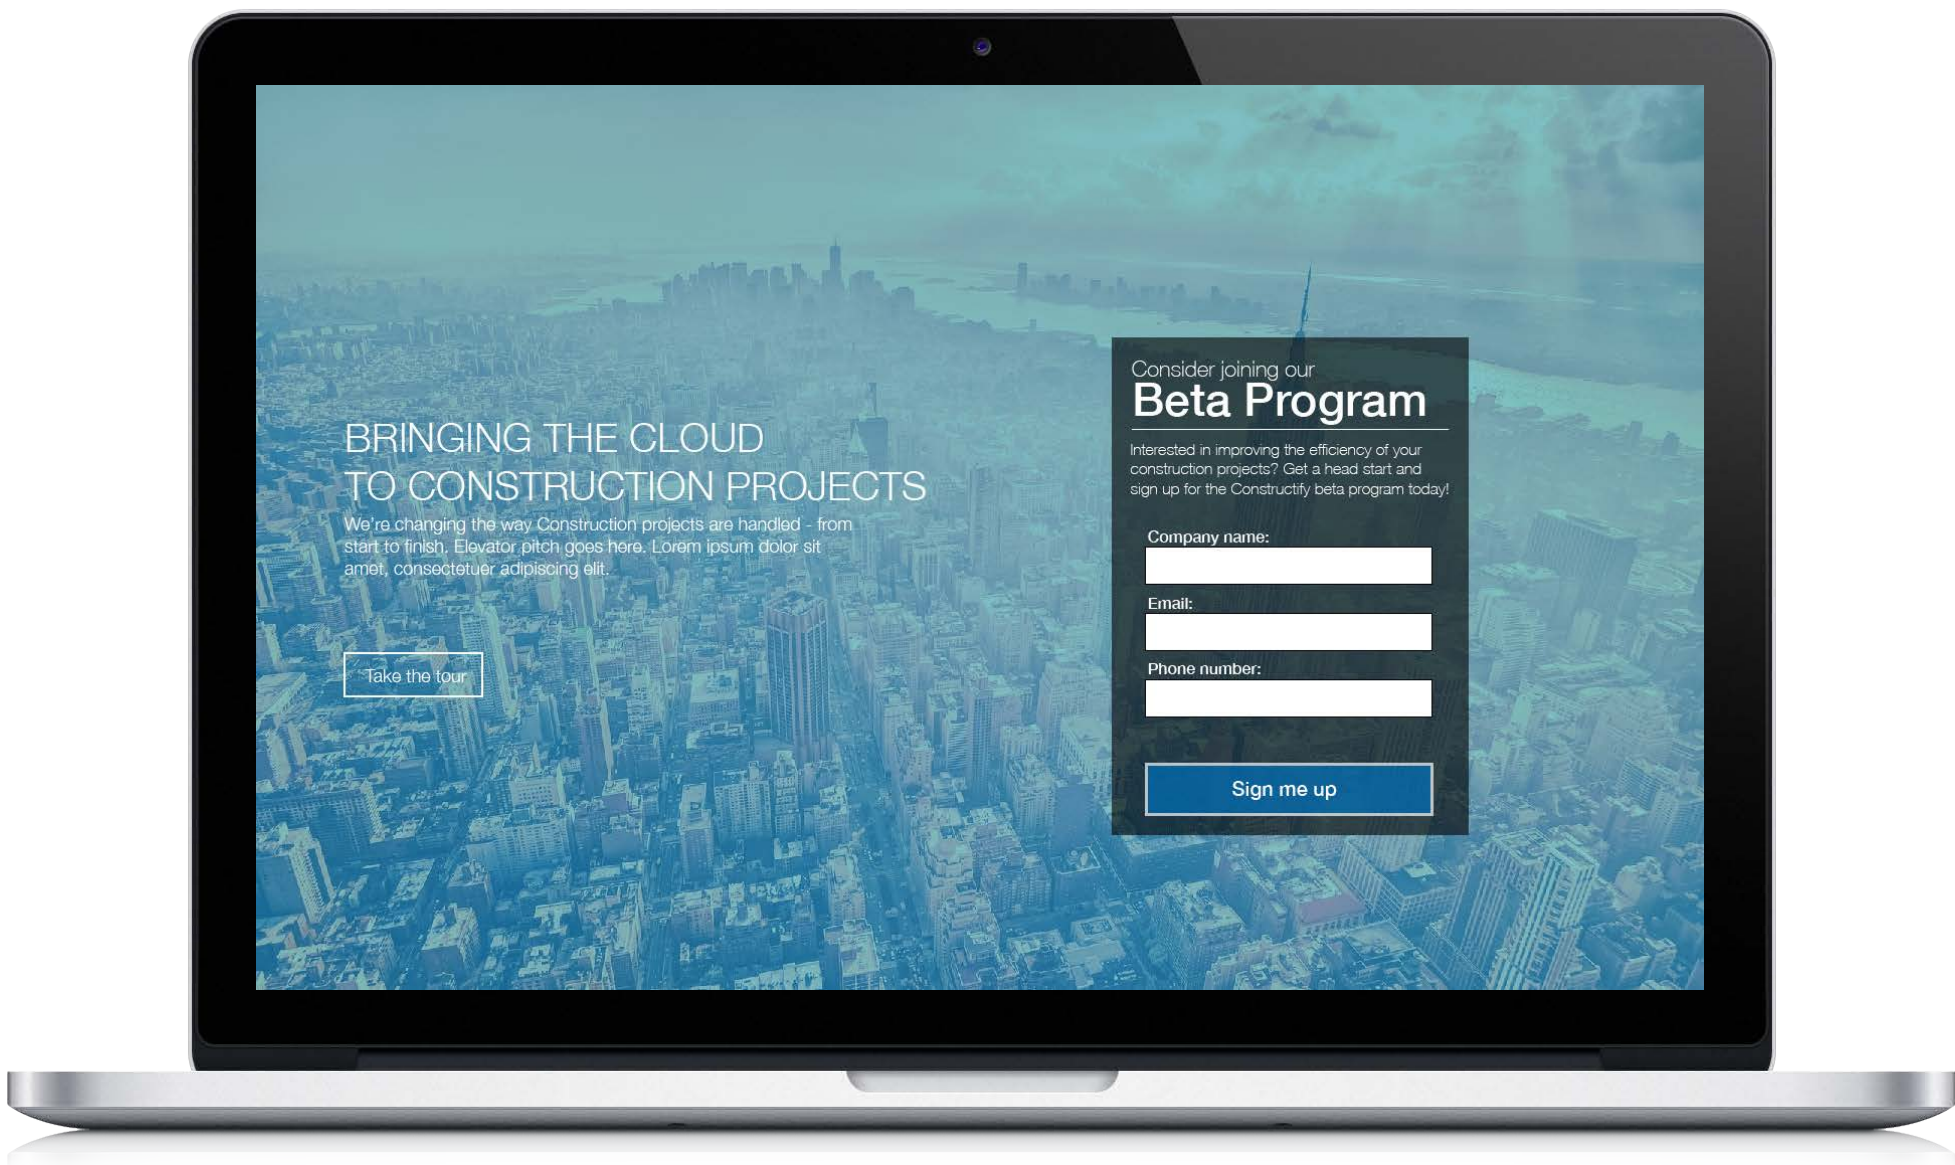 BRINGING THE CLOUD
TO CONSTRUCTION PROJECTS
We're changing the way Construction projects are handled - from
start to finish. Elevator pitch goes here. Lorem ipsum dolor sit
amet, consectetuer adipiscing elit.
Take the tour
Consider joining our
Beta Program
Interested in improving the efficiency of your
construction projects? Get a head start and
sign up for the Constructify beta program today!
Company name:
Email:
Phone number:
Sign me up